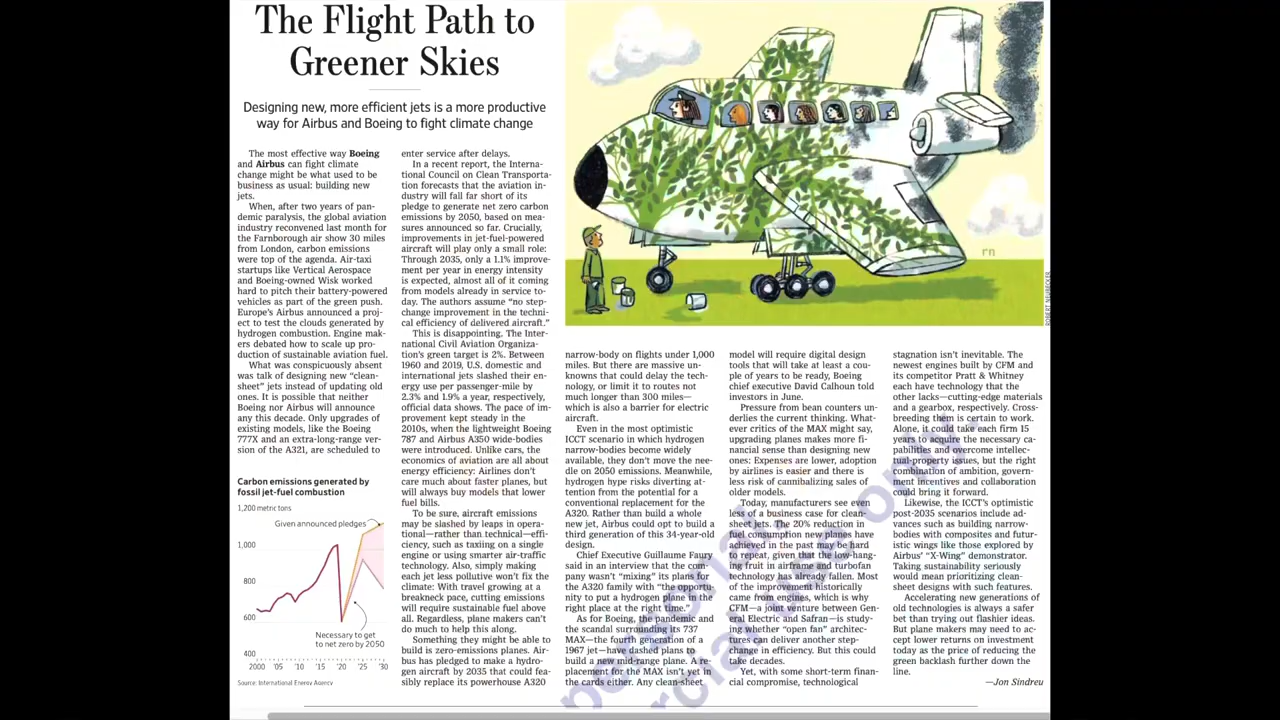 The Flight Path to
Greener Skies
Designing new, more efficient jets is a more productive
way for Airbus and Boeing to fight climate change
The most effective way Boeing
and Airbus can fight climate
change might be what used to be
business as usual: building new
jets.
When, after two years of pan-
demic paralysis, the global aviation
industry reconvened last month for
the Farnborough air show 30 miles
from London, carbon emissions
were top of the agenda. Air-taxi
startups like Vertical Aerospace
and Boeing-owned Wisk worked
hard to pitch their battery-powered
vehicles as part of the green push.
Europe's Airbus announced a proj-
ect to test the clouds generated by
hydrogen combustion. Engine mak-
ers debated how to scale up pro-
duction of sustainable aviation fuel.
What was conspicuously absent
was talk of designing new “clean-
sheet” jets instead of updating old
ones. It is possible that neither
Boeing nor Airbus will announce
any this decade. Only upgrades of
existing models, like the Boeing
777X and an extra-long-range ver-
sion of the A321, are scheduled to
Carbon emissions generated by
fossil jet-fuel combustion
1,200 metric tons
Given announced pledges
1,000
800
600
Necessary to get
to net zero by 2050
400
2000 ’05 ’10 ’15 ’20 ’25 ’30
Source: International Energy Agency
enter service after delays.
In a recent report, the Interna-
tional Council on Clean Transporta-
tion forecasts that the aviation in-
dustry will fall far short of its
pledge to generate net zero carbon
emissions by 2050, based on mea-
sures announced so far. Crucially,
improvements in jet-fuel-powered
aircraft will play only a small role:
Through 2035, only a 1.1% improve-
ment per year in energy intensity
is expected, almost all of it coming
from models already in service to-
day. The authors assume “no step-
change improvement in the techni-
cal efficiency of delivered aircraft.”
This is disappointing. The Inter-
national Civil Aviation Organiza-
tion's green target is 2%. Between
1960 and 2019, U.S. domestic and
international jets slashed their en-
ergy use per passenger-mile by
2.3% and 1.9% a year, respectively,
official data shows. The pace of im-
provement kept steady in the
2010s, when the lightweight Boeing
787 and Airbus A350 wide-bodies
were introduced. Unlike cars, the
economics of aviation are all about
energy efficiency: Airlines don't
care much about faster planes, but
will always buy models that lower
fuel bills.
To be sure, aircraft emissions
may be slashed by leaps in opera-
tional—rather than technical—effi-
ciency, such as taxiing on a single
engine or using smarter air-traffic
technology. Also, simply making
each jet less pollutive won't fix the
climate: With travel growing at a
breakneck pace, cutting emissions
will require sustainable fuel above
all. Regardless, plane makers can't
do much to help this along.
Something they might be able to
build is zero-emissions planes. Air-
bus has pledged to make a hydro-
gen aircraft by 2035 that could fea-
sibly replace its powerhouse A320
rn
ROBERT NEUBECKER
narrow-body on flights under 1,000
miles. But there are massive un-
knowns that could delay the tech-
nology, or limit it to routes not
much longer than 300 miles—
which is also a barrier for electric
aircraft.
Even in the most optimistic
ICCT scenario in which hydrogen
narrow-bodies become widely
available, they don't move the nee-
dle on 2050 emissions. Meanwhile,
hydrogen hype risks diverting at-
tention from the potential for a
conventional replacement for the
A320. Rather than build a whole
new jet, Airbus could opt to build a
third generation of this 34-year-old
design.
Chief Executive Guillaume Faury
said in an interview that the com-
pany wasn't “mixing” its plans for
the A320 family with “the opportu-
nity to put a hydrogen plane in the
right place at the right time.”
As for Boeing, the pandemic and
the scandal surrounding its 737
MAX—the fourth generation of a
1967 jet—have dashed plans to
build a new mid-range plane. A re-
placement for the MAX isn't yet in
the cards either. Any clean-sheet
model will require digital design
tools that will take at least a cou-
ple of years to be ready, Boeing
chief executive David Calhoun told
investors in June.
Pressure from bean counters un-
derlies the current thinking. What-
ever critics of the MAX might say,
upgrading planes makes more fi-
nancial sense than designing new
ones: Expenses are lower, adoption
by airlines is easier and there is
less risk of cannibalizing sales of
older models.
Today, manufacturers see even
less of a business case for clean-
sheet jets. The 20% reduction in
fuel consumption new planes have
achieved in the past may be hard
to repeat, given that the low-hang-
ing fruit in airframe and turbofan
technology has already fallen. Most
of the improvement historically
came from engines, which is why
CFM—a joint venture between Gen-
eral Electric and Safran—is study-
ing whether “open fan” architec-
tures can deliver another step-
change in efficiency. But this could
take decades.
Yet, with some short-term finan-
cial compromise, technological
stagnation isn't inevitable. The
newest engines built by CFM and
its competitor Pratt & Whitney
each have technology that the
other lacks—cutting-edge materials
and a gearbox, respectively. Cross-
breeding them is certain to work.
Alone, it could take each firm 15
years to acquire the necessary ca-
pabilities and overcome intellec-
tual-property issues, but the right
combination of ambition, govern-
ment incentives and collaboration
could bring it forward.
Likewise, the ICCT's optimistic
post-2035 scenarios include ad-
vances such as building narrow-
bodies with composites and futur-
istic wings like those explored by
Airbus' “X-Wing” demonstrator.
Taking sustainability seriously
would mean prioritizing clean-
sheet designs with such features.
Accelerating new generations of
old technologies is always a safer
bet than trying out flashier ideas.
But plane makers may need to ac-
cept lower returns on investment
today as the price of reducing the
green backlash further down the
line.
—Jon Sindreu